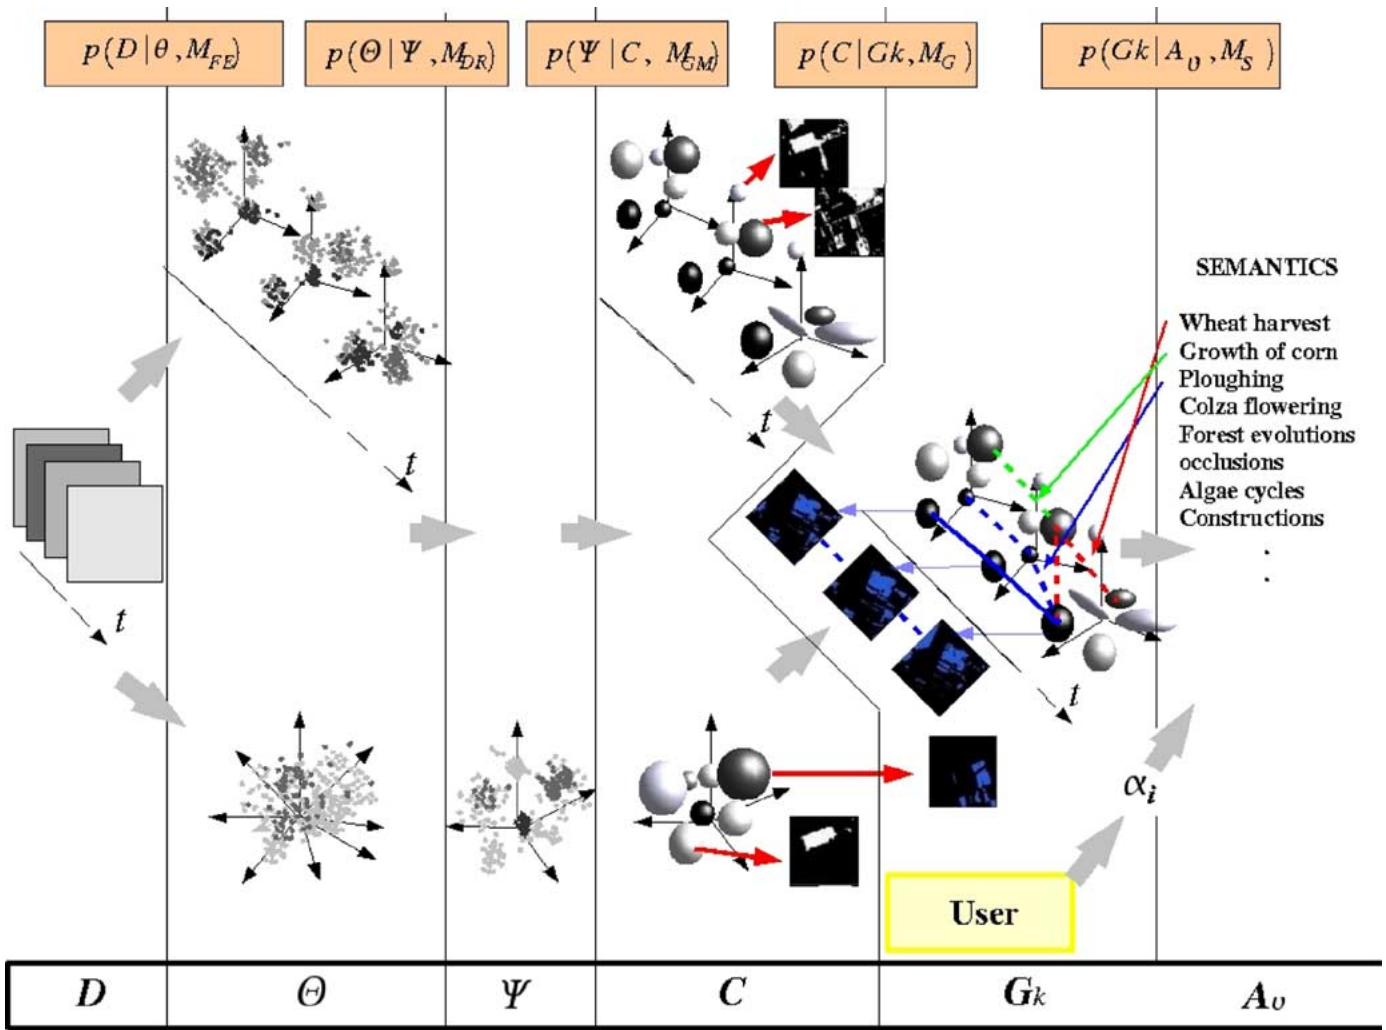 p(D|θ,M_FE)
p(Θ|Ψ,M_DR)
p(Ψ|C, M_GM)
p(C|Gk,M_G)
p(Gk|A_υ,M_S)
SEMANTICS
Wheat harvest
Growth of corn
Ploughing
Colza flowering
Forest evolutions
occlusions
Algae cycles
Constructions
t
t
t
t
α_i
User
D
Θ
Ψ
C
G_k
A_υ